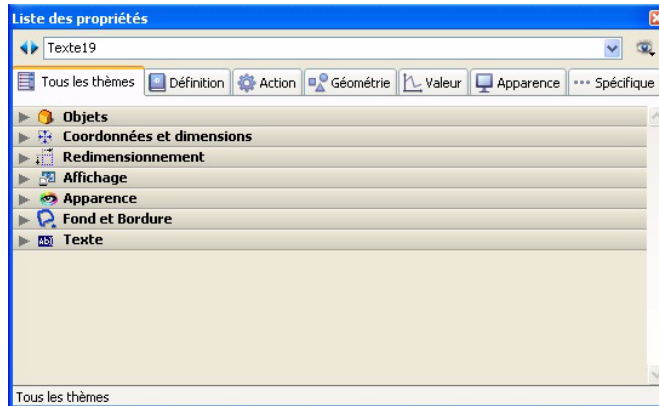 Liste des propriétés
Texte19
Tous les thèmes Définition Action Géométrie Valeur Apparence Spécifique
Objets
Coordonnées et dimensions
Redimensionnement
Affichage
Apparence
Fond et Bordure
Texte
Tous les thèmes